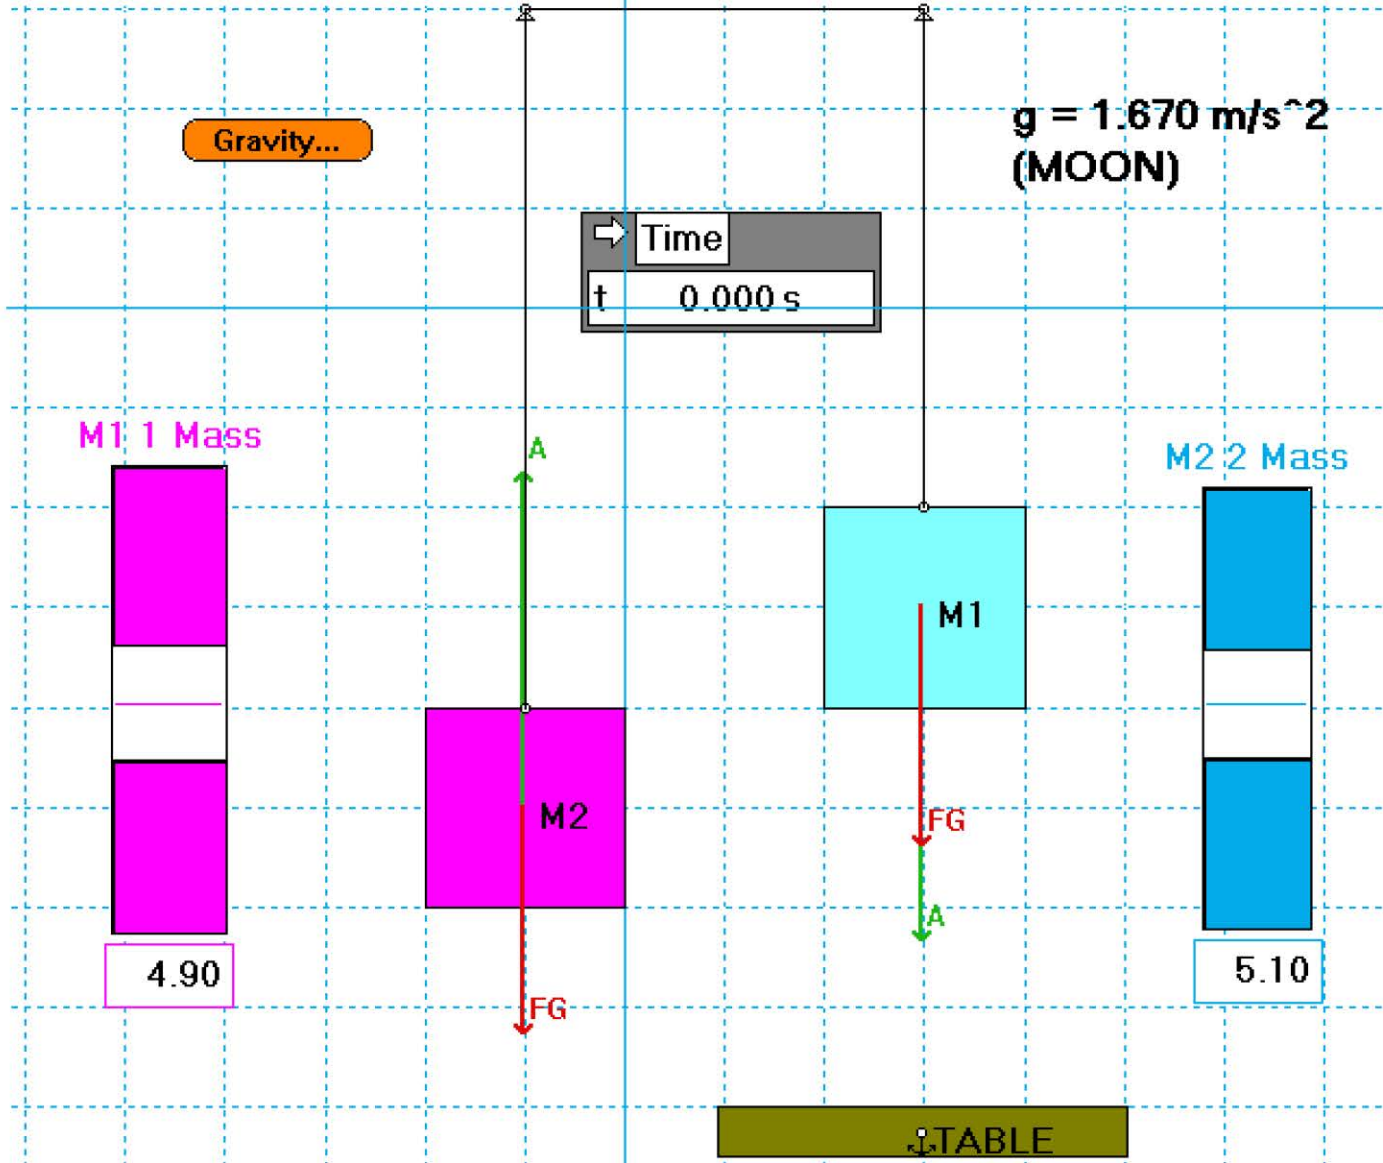 g = 1.670 m/s^2
(MOON)
Gravity...
Time
t 0.000 s
M1 1 Mass
A
M2 2 Mass
M1
M2
FG
A
4.90
5.10
FG
TABLE